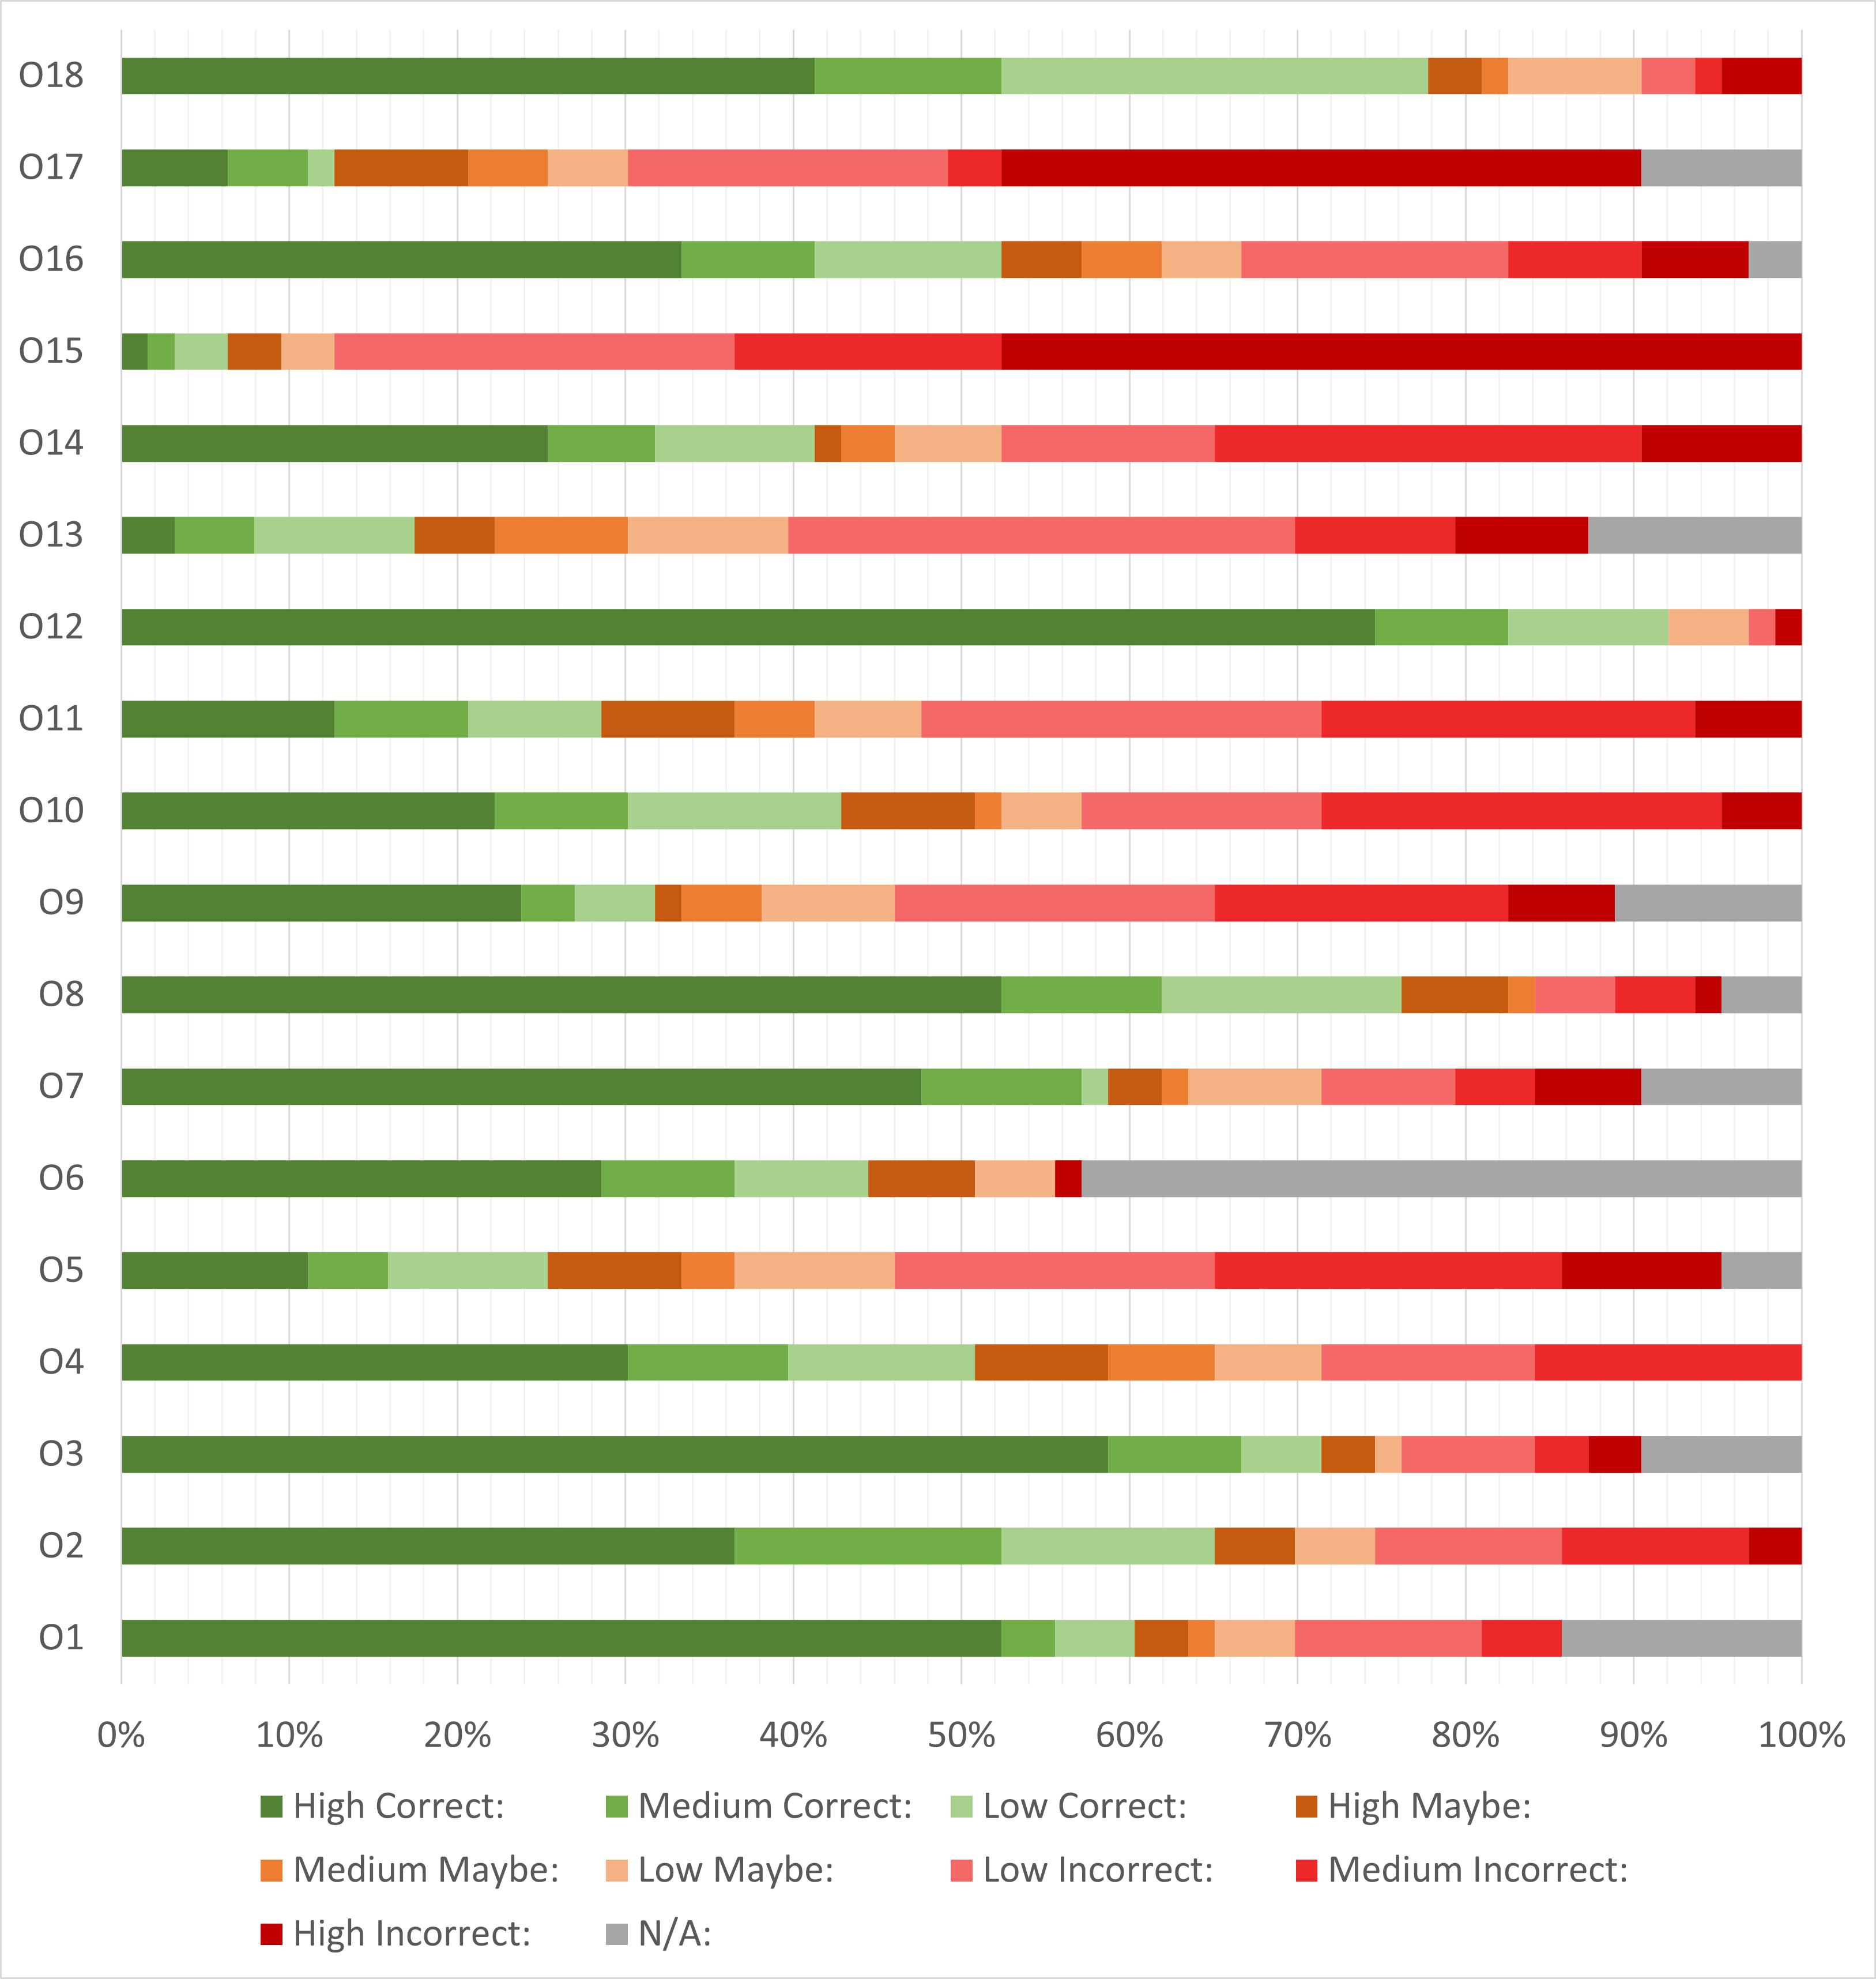 O18
O17
O16
O15
O14
O13
O12
O11
O10
O9
O8
O7
O6
O5
O4
O3
O2
O1
0% 10% 20% 30% 40% 50% 60% 70% 80% 90% 100%
High Correct: Medium Correct: Low Correct: High Maybe:
Medium Maybe: Low Maybe: Low Incorrect: Medium Incorrect:
High Incorrect: N/A: